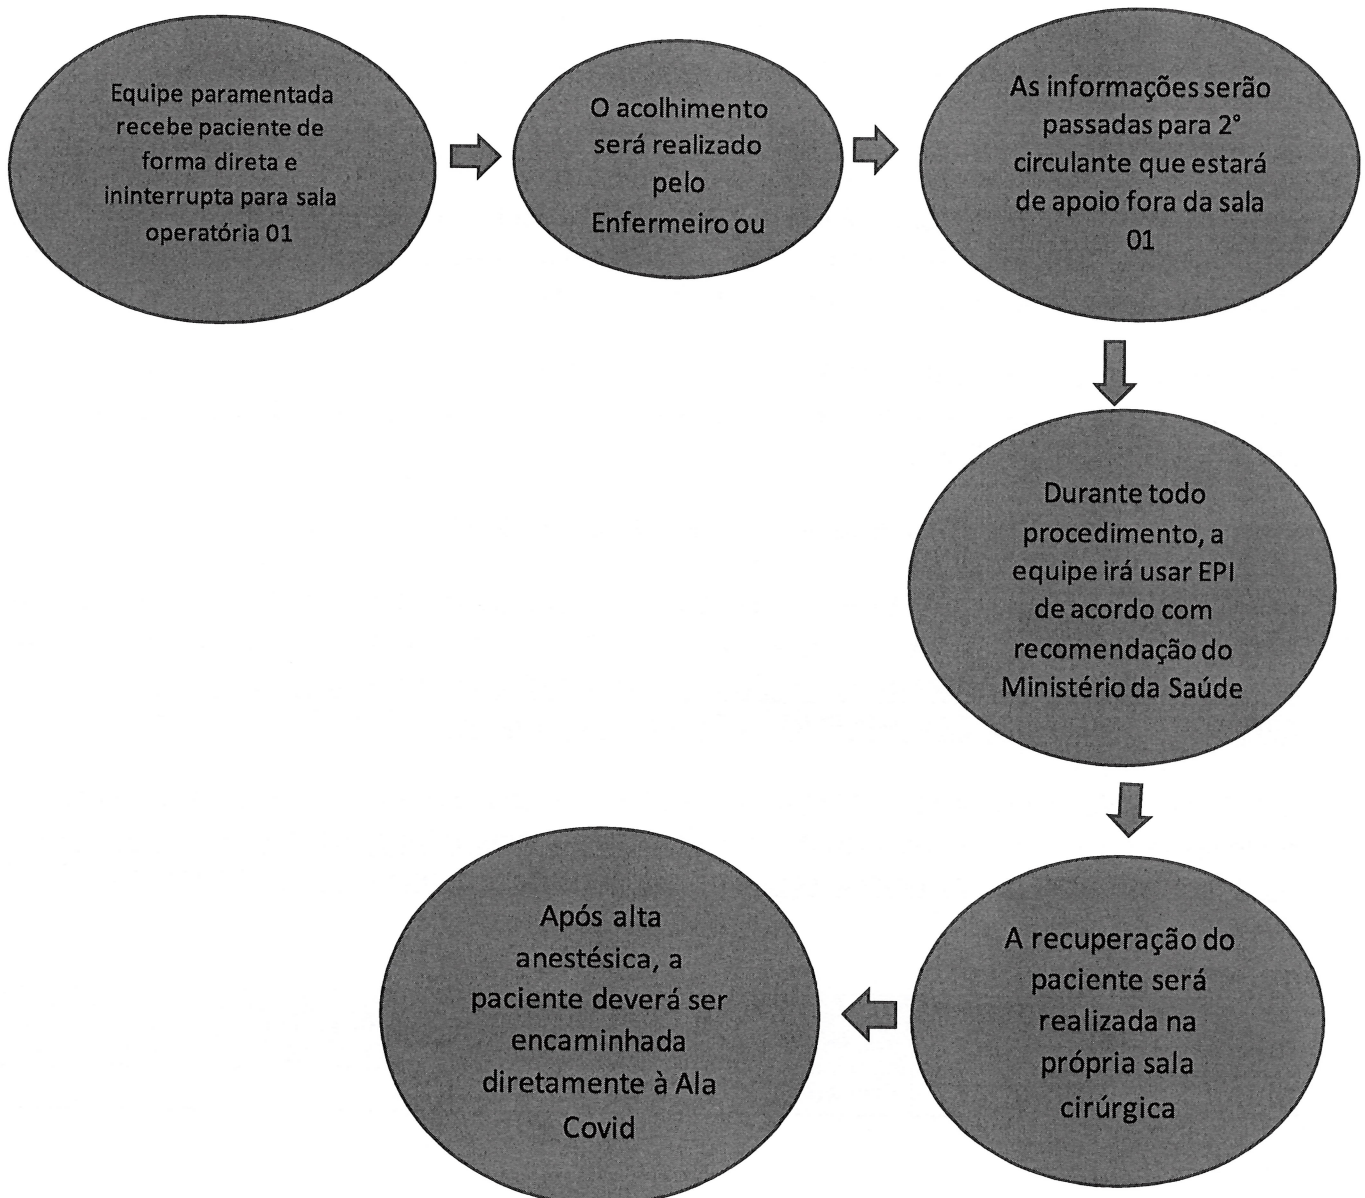 Equipe paramentada
recebe paciente de
forma direta e
ininterrupta para sala
operatória 01
O acolhimento
será realizado
pelo
Enfermeiro ou
As informações serão
passadas para 2°
circulante que estará
de apoio fora da sala
01
Durante todo
procedimento, a
equipe irá usar EPI
de acordo com
recomendação do
Ministério da Saúde
A recuperação do
paciente será
realizada na
própria sala
cirúrgica
Após alta
anestésica, a
paciente deverá ser
encaminhada
diretamente à Ala
Covid